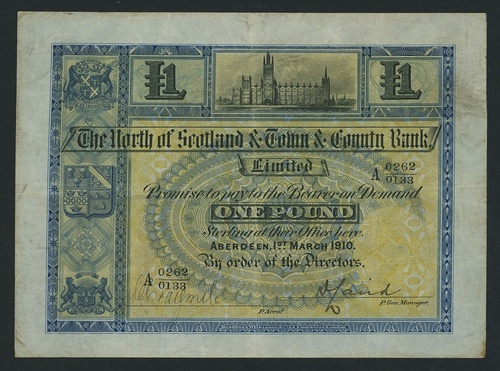 £1 £1
The North of Scotland & Town & County Bank
Limited
A 0262
0133
Promise to pay to the Bearer on Demand
ONE POUND
Sterling at their Office here.
ABERDEEN, 1ST MARCH 1910.
By order of the Directors.
A 0262
0133
P. Accot.
P. Gen. Manager.